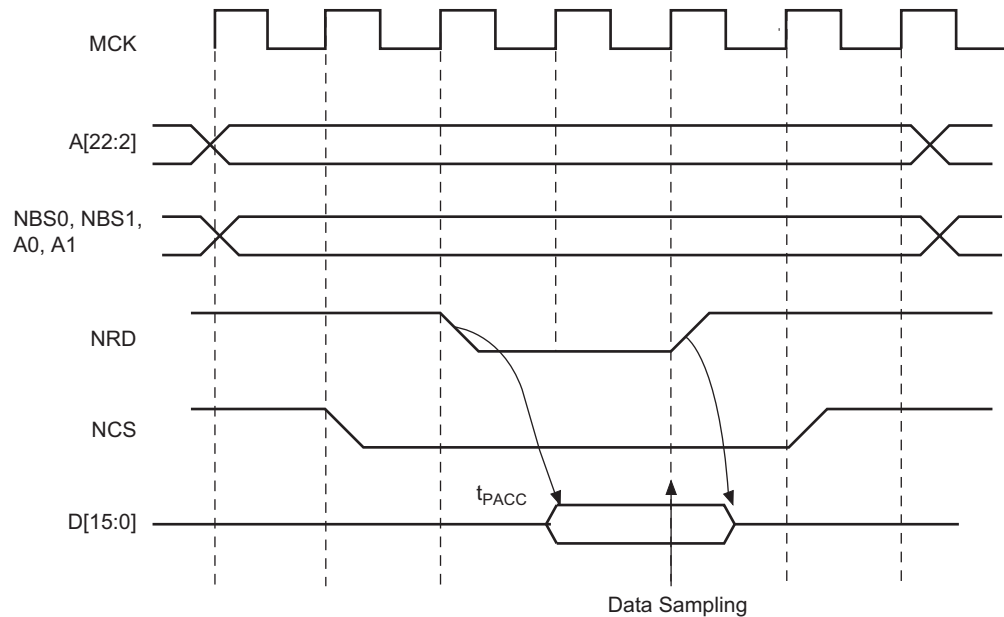 MCK
A[22:2]
NBS0, NBS1,
A0, A1
NRD
NCS
tPACC
D[15:0]
Data Sampling